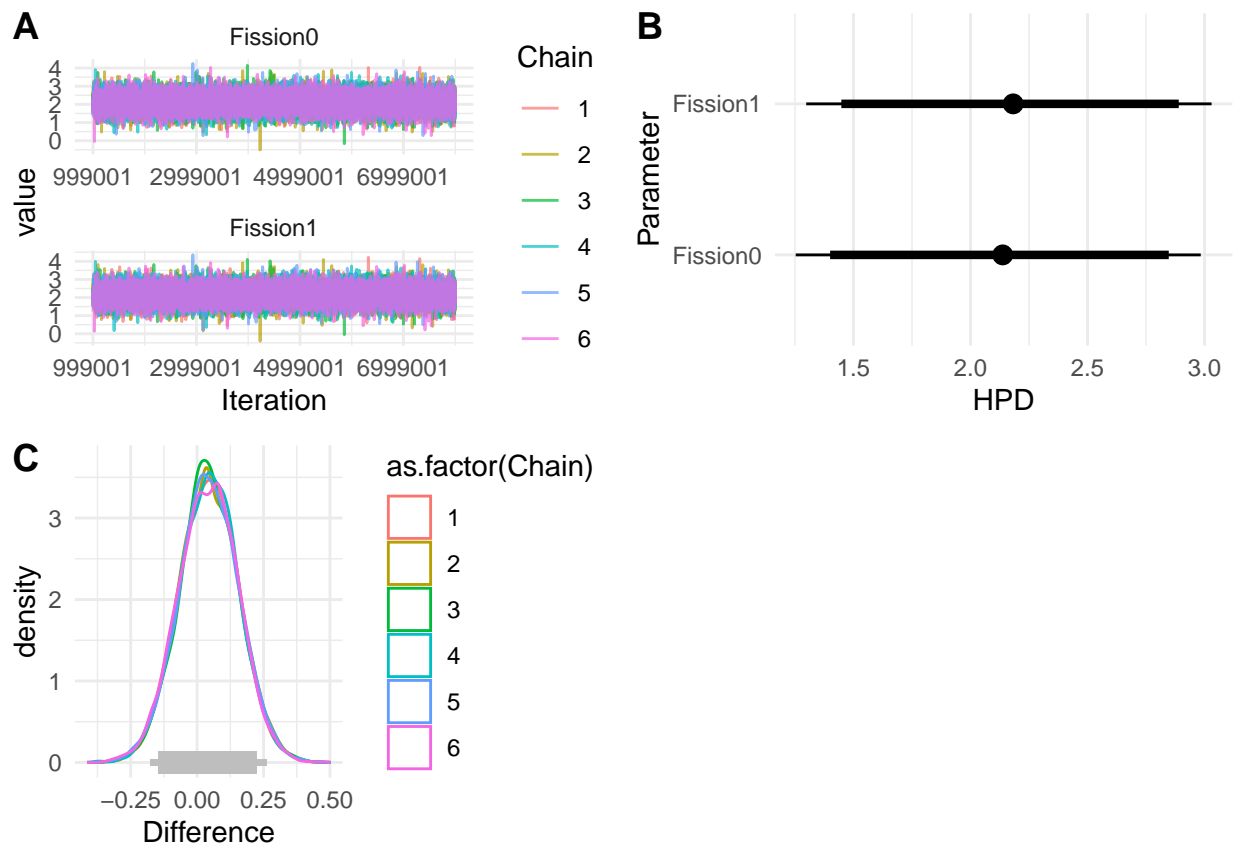 A
Fission0
value
4
3
2
1
0
999001 2999001 4999001 6999001
Fission1
4
3
2
1
0
999001 2999001 4999001 6999001
Iteration
Chain
1
2
3
4
5
6
B
Parameter
Fission1
Fission0
1.5 2.0 2.5 3.0
HPD
C
density
3
2
1
0
−0.25 0.00 0.25 0.50
Difference
as.factor(Chain)
1
2
3
4
5
6